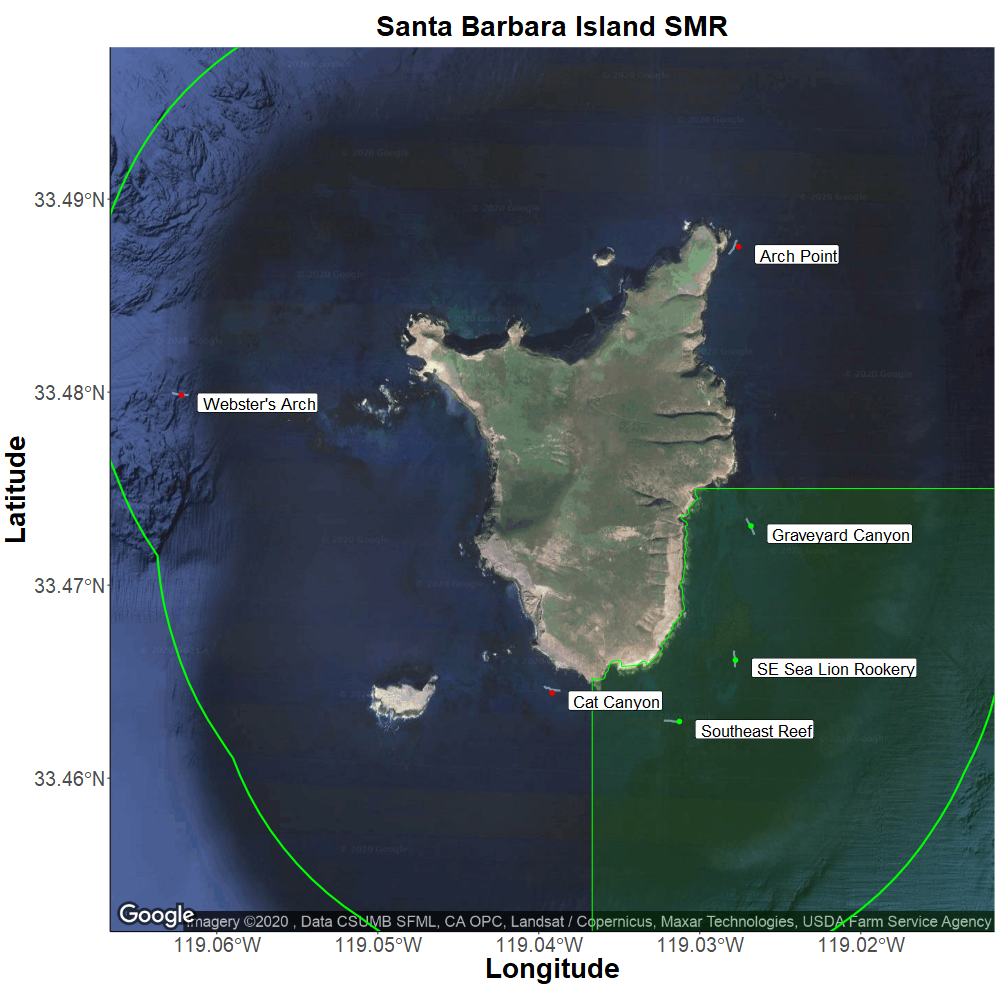 Santa Barbara Island SMR
Latitude
33.49°N
33.48°N
33.47°N
33.46°N
© 2020 Google
Arch Point
Webster's Arch
Graveyard Canyon
SE Sea Lion Rookery
Cat Canyon
Southeast Reef
Google
Imagery ©2020 , Data CSUMB SFML, CA OPC, Landsat / Copernicus, Maxar Technologies, USDA Farm Service Agency
119.06°W
119.05°W
119.04°W
119.03°W
119.02°W
Longitude